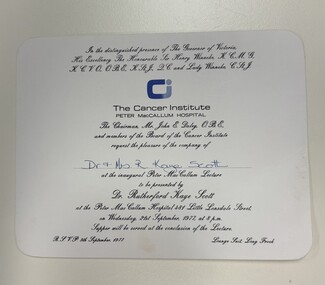 In the distinguished presence of The Governor of Victoria,
His Excellency The Honourable Sir Henry Winneke, K.C.M.G.
K.C.V.O., O.B.E., K.St.J., Q.C. and Lady Winneke, C.St.J.
The Cancer Institute
PETER MacCALLUM HOSPITAL
The Chairman, Mr. John E. Doley, O.B.E.,
and members of the Board of the Cancer Institute
request the pleasure of the company of
Dr & Mrs R. Kaye Scott
at the inaugural Peter MacCallum Lecture
to be presented by
Dr. Rutherford Kaye Scott
at the Peter MacCallum Hospital 481 Little Lonsdale Street
on Wednesday, 21st September, 1977, at 8 p.m.
Supper will be served at the conclusion of the Lecture.
R.S.V.P. 9th September, 1977
Lounge Suit, Long Frock